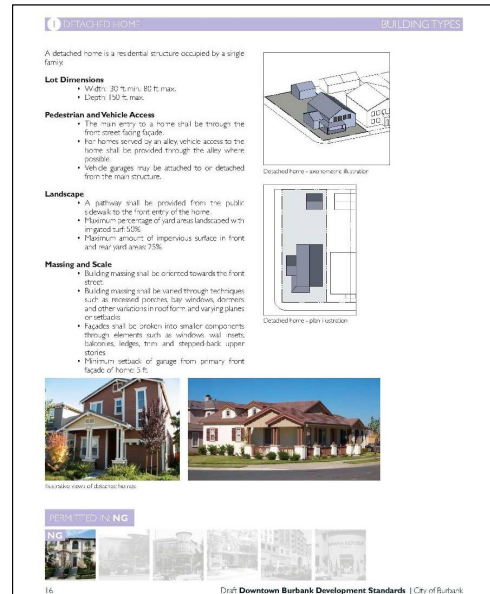 1 DETACHED HOME
BUILDING TYPES
A detached home is a residential structure occupied by a single
family.
Lot Dimensions
• Width: 30 ft. min. 80 ft. max.
• Depth: 150 ft. max.
Pedestrian and Vehicle Access
• The main entry to a home shall be through the
front street facing façade.
• For homes served by an alley, vehicle access to the
home shall be provided through the alley where
possible.
• Vehicle garages may be attached to or detached
from the main structure.
Landscape
• A pathway shall be provided from the public
sidewalk to the front entry of the home.
• Maximum percentage of yard areas landscaped with
irrigated turf: 50%
• Maximum amount of impervious surface in front
and rear yard areas: 25%
Massing and Scale
• Building massing shall be oriented towards the front
street.
• Building massing shall be varied through techniques
such as recessed porches, bay windows, dormers
and other variations in roof form and varying planes
or setbacks.
• Façades shall be broken into smaller components
through elements such as windows, wall insets,
balconies, ledges, trim and stepped-back upper
stories
• Minimum setback of garage from primary front
façade of home: 5 ft.
Detached home - axonometric illustration
Detached home - plan illustration
Illustrative views of detached homes
PERMITTED IN: NG
NG
16
Draft Downtown Burbank Development Standards | City of Burbank